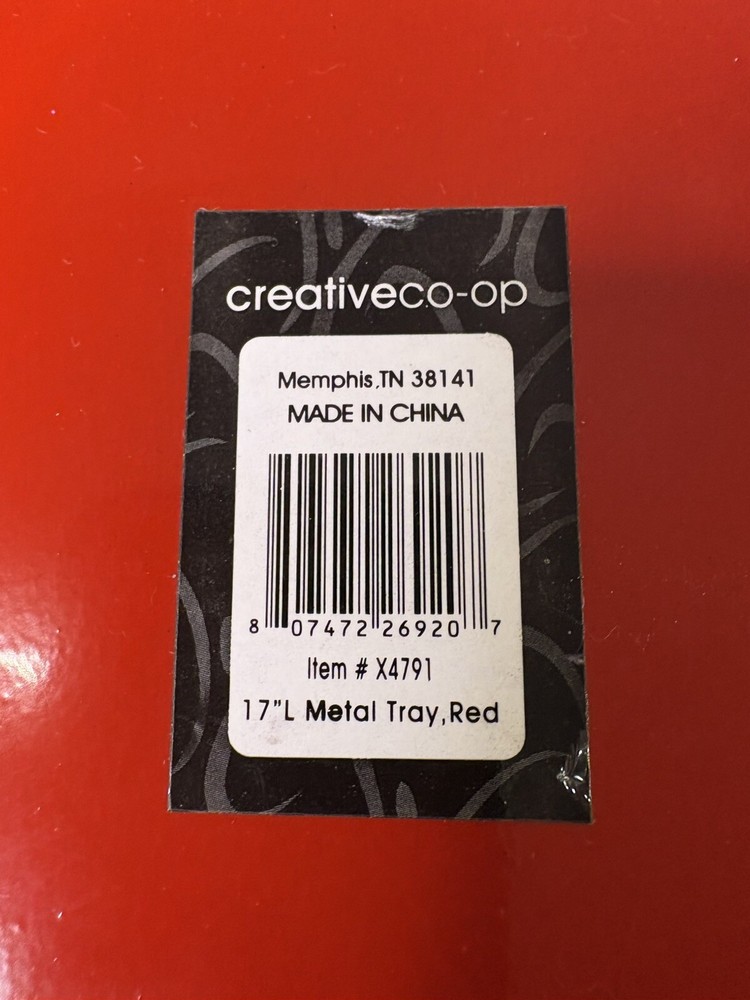 creativeco-op
Memphis,TN 38141
MADE IN CHINA
8 07472 26920 7
Item # X4791
17"L Metal Tray,Red